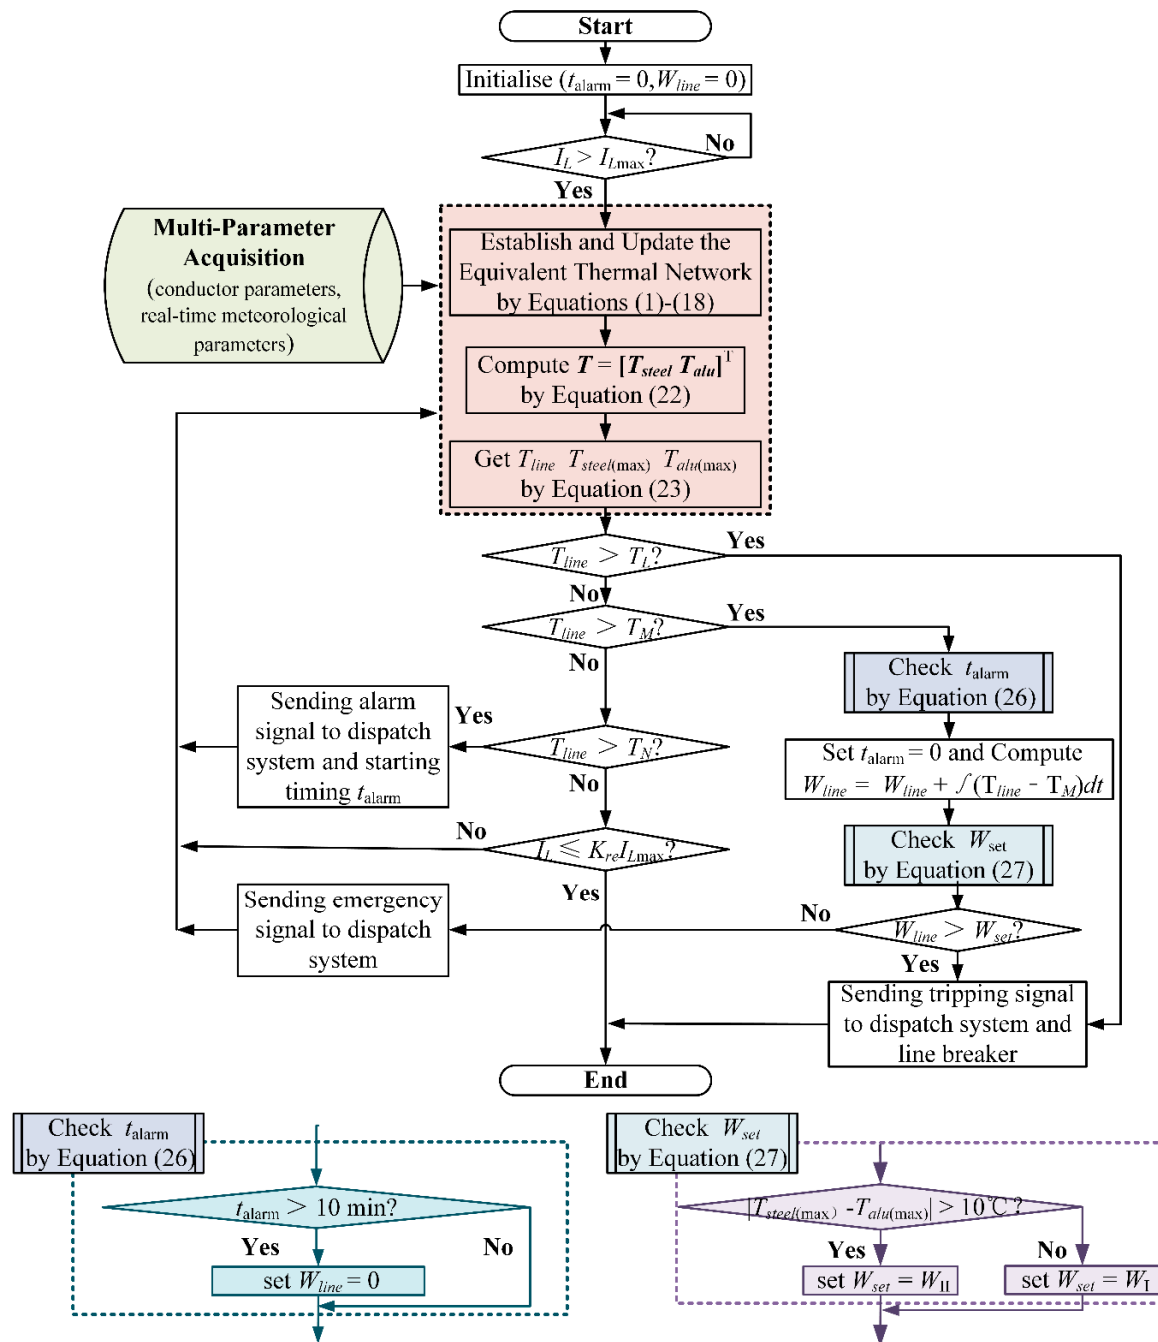 Start
Initialise (t_alarm = 0, W_line = 0)
No
I_L > I_Lmax?
Yes
Multi-Parameter
Acquisition
(conductor parameters,
real-time meteorological
parameters)
Establish and Update the
Equivalent Thermal Network
by Equations (1)-(18)
Compute T = [T_steel T_alu]^T
by Equation (22)
Get T_line T_steel(max) T_alu(max)
by Equation (23)
T_line > T_L?
Yes
No
T_line > T_M?
Yes
No
Check t_alarm
by Equation (26)
Sending alarm
signal to dispatch
system and starting
timing t_alarm
Yes
T_line > T_N?
No
Set t_alarm = 0 and Compute
W_line = W_line + ∫(T_line - T_M)dt
No
I_L ⩽ K_re I_Lmax?
Yes
Check W_set
by Equation (27)
Sending emergency
signal to dispatch
system
No
W_line > W_set?
Yes
Sending tripping signal
to dispatch system and
line breaker
End
Check t_alarm
by Equation (26)
t_alarm > 10 min?
Yes
No
set W_line = 0
Check W_set
by Equation (27)
|T_steel(max) -T_alu(max)| > 10℃?
Yes
No
set W_set = W_II
set W_set = W_I